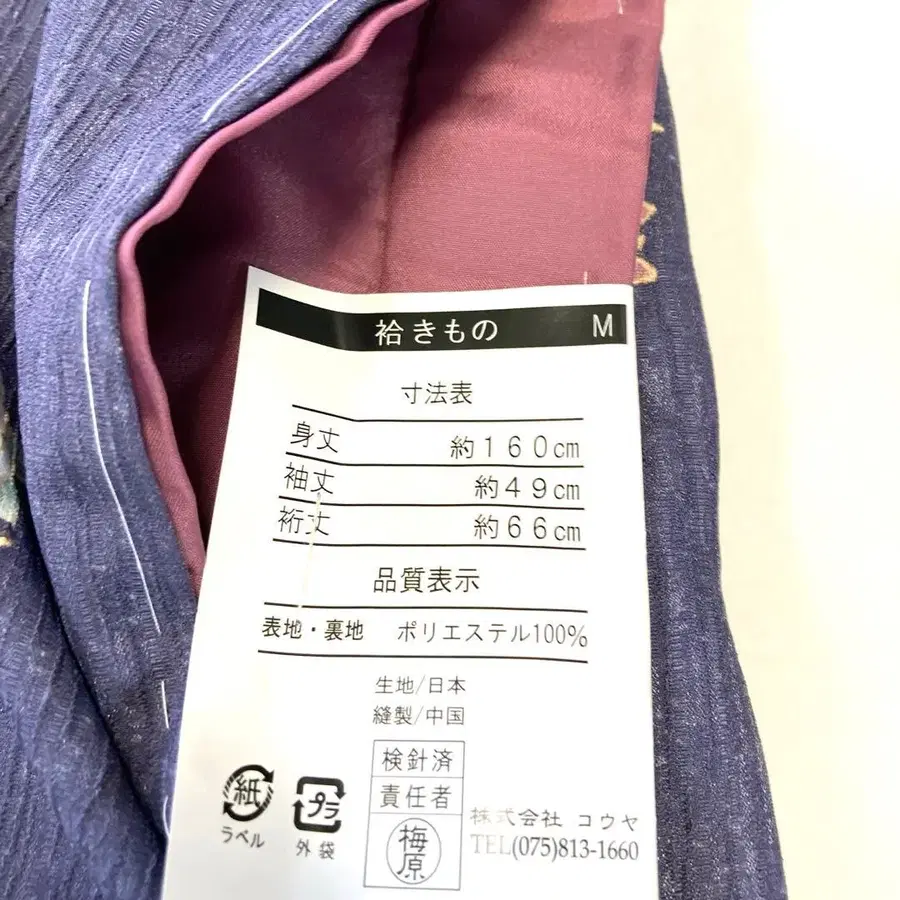 袷きもの M
寸法表
身丈 約160cm
袖丈 約49cm
裄丈 約66cm
品質表示
表地・裏地 ポリエステル100%
生地/日本
縫製/中国
検針済
責任者
梅原
紙
ラベル
プラ
外袋
株式会社 コウヤ
TEL(075)813-1660